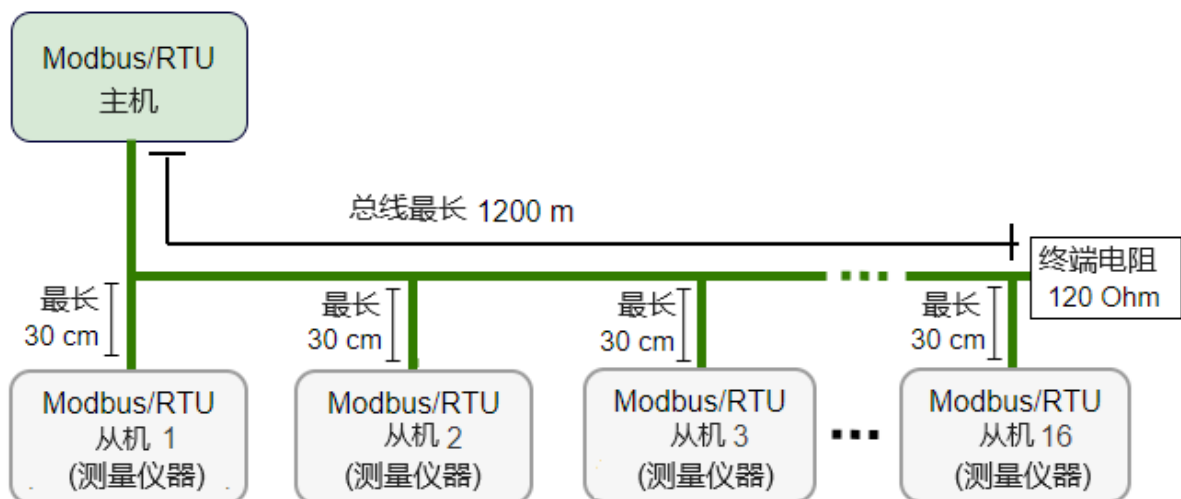 Modbus/RTU
主机
总线最长 1200 m
终端电阻
120 Ohm
最长
30 cm
最长
30 cm
最长
30 cm
最长
30 cm
Modbus/RTU
从机 1
(测量仪器)
Modbus/RTU
从机 2
(测量仪器)
Modbus/RTU
从机 3
(测量仪器)
Modbus/RTU
从机 16
(测量仪器)